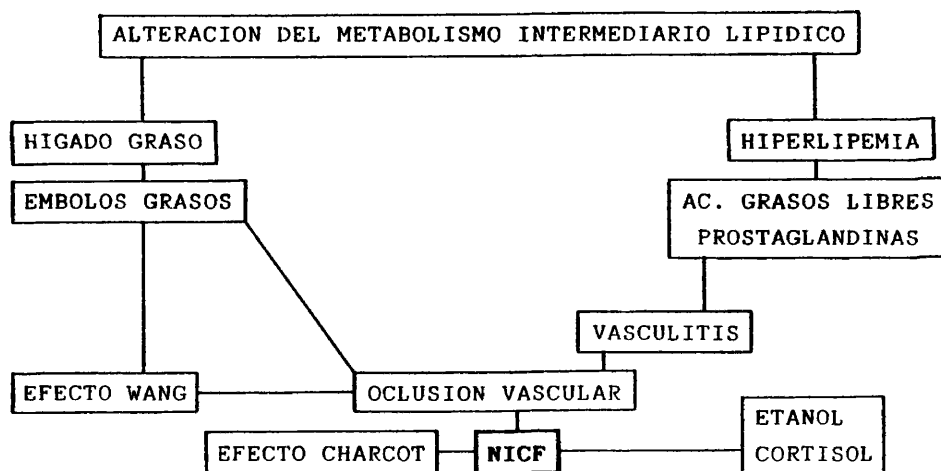 ALTERACION DEL METABOLISMO INTERMEDIARIO LIPIDICO
HIGADO GRASO
HIPERLIPEMIA
EMBOLOS GRASOS
AC. GRASOS LIBRES
PROSTAGLANDINAS
VASCULITIS
EFECTO WANG
OCLUSION VASCULAR
ETANOL
CORTISOL
EFECTO CHARCOT
NICF